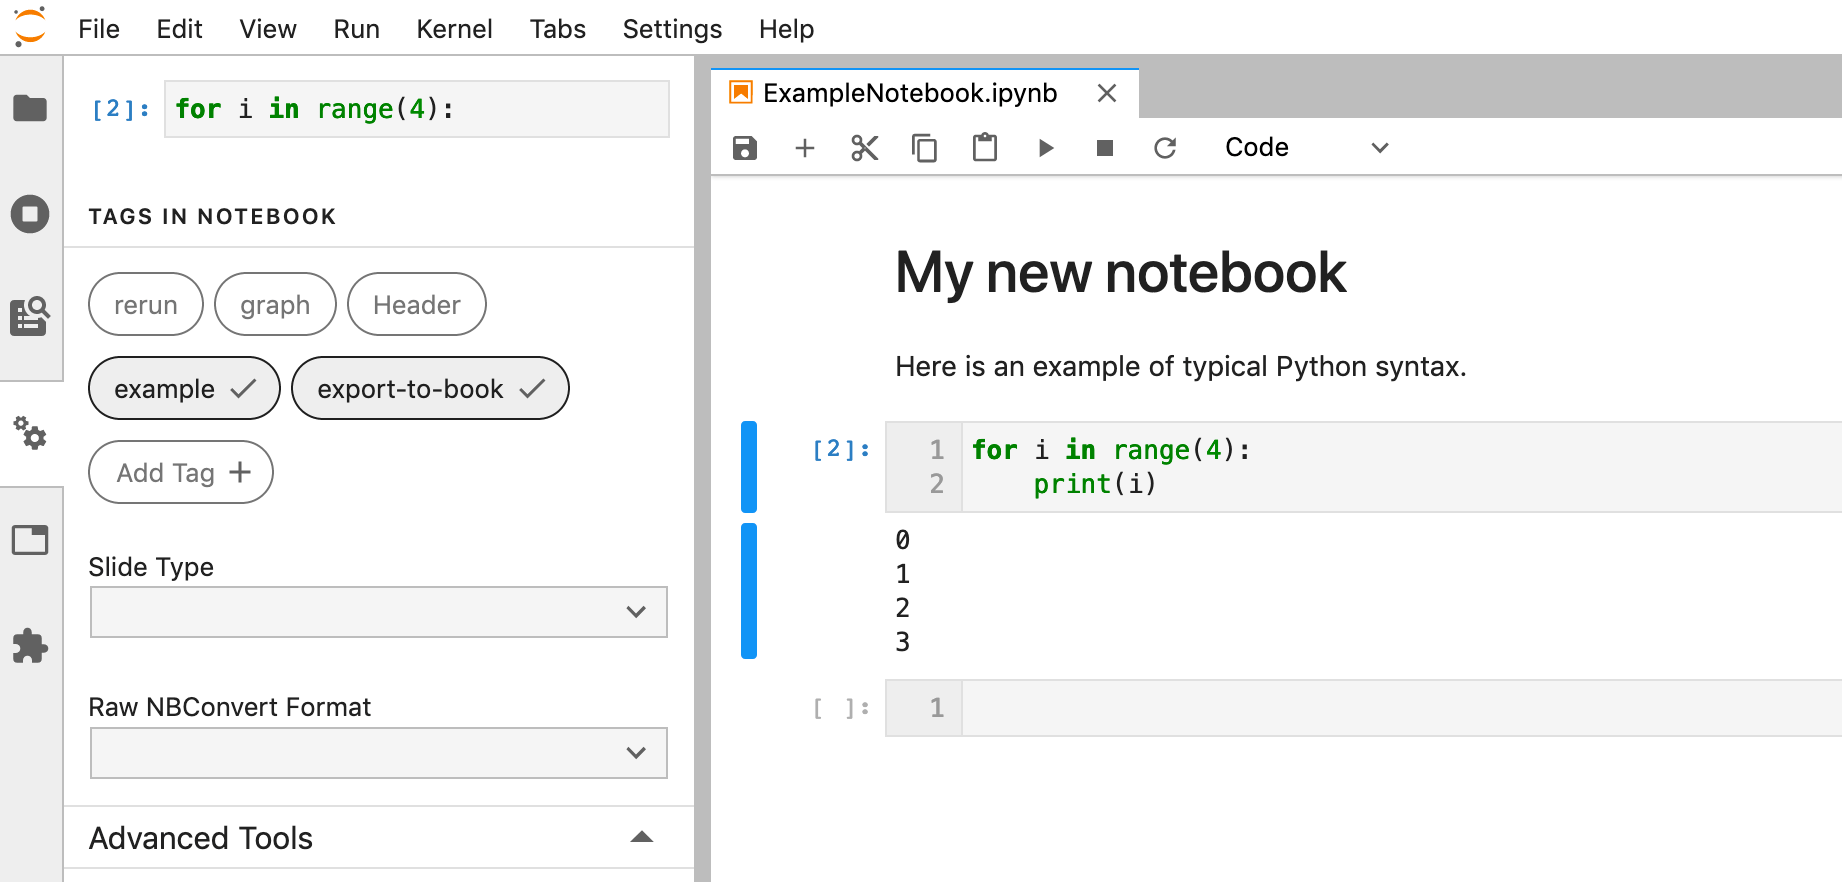 File Edit View Run Kernel Tabs Settings Help
[2]: for i in range(4):
TAGS IN NOTEBOOK
rerun graph Header
example export-to-book
Add Tag +
Slide Type
Raw NBConvert Format
Advanced Tools
ExampleNotebook.ipynb
Code
My new notebook
Here is an example of typical Python syntax.
[2]: 1 for i in range(4):
2     print(i)
0
1
2
3
[ ]: 1